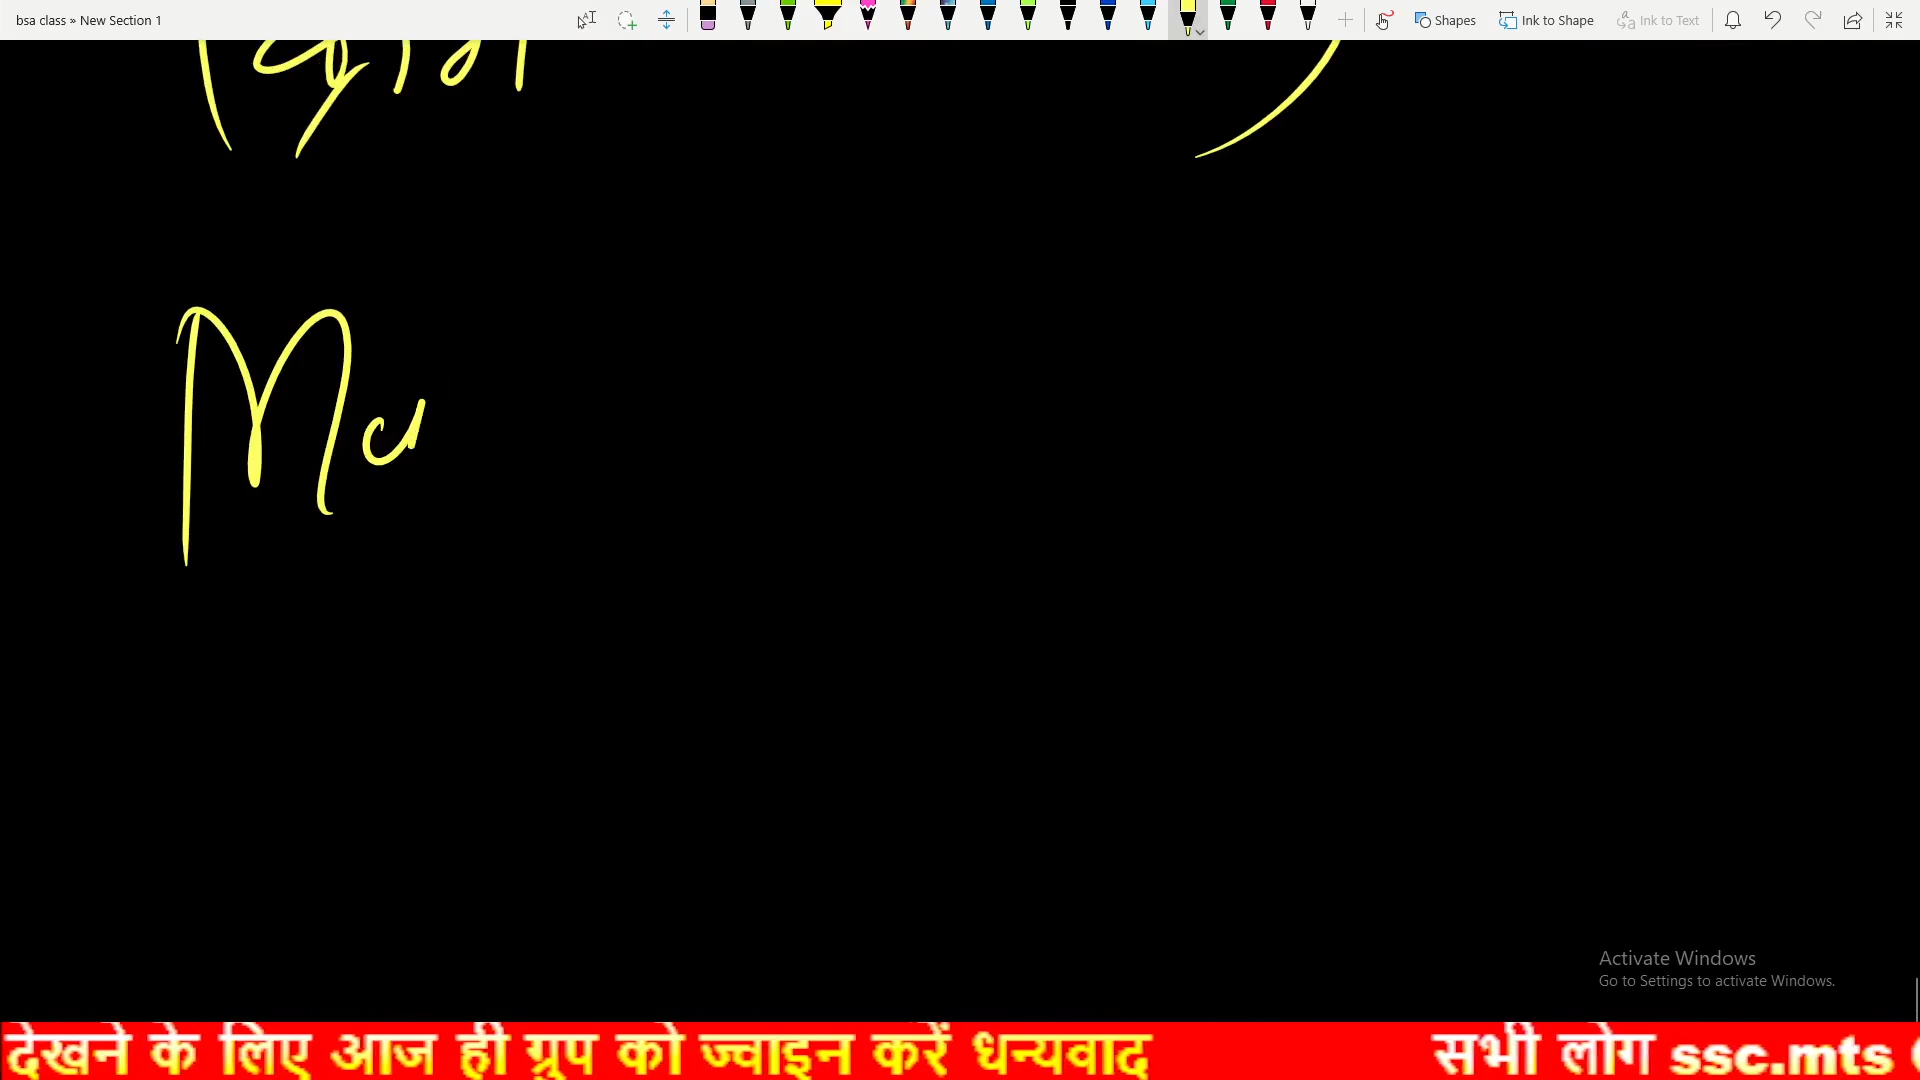 bsa class » New Section 1
Shapes
Ink to Shape
Ink to Text
Ma
Activate Windows
Go to Settings to activate Windows.
देखने के लिए आज ही ग्रुप को ज्वाइन करें धन्यवाद सभी लोग ssc.mts